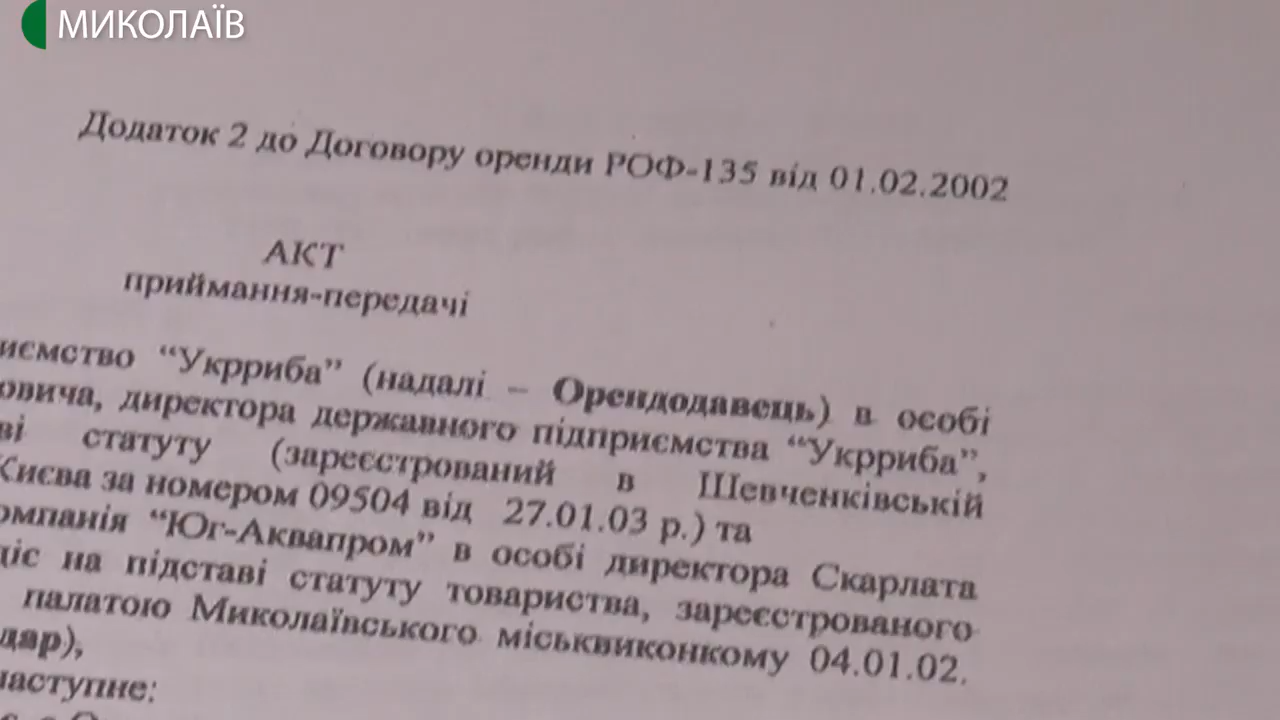 МИКОЛАЇВ
Додаток 2 до Договору оренди РОФ-135 від 01.02.2002
АКТ
приймання-передачі
иємство “Укрриба” (надалі – Орендодавець) в особі
овича, директора державного підприємства “Укрриба”,
ві статуту (зареєстрований в Шевченківській
Києва за номером 09504 від 27.01.03 р.) та
омпанія “Юг-Аквапром” в особі директора Скарлата
діє на підставі статуту товариства, зареєстрованого
палатою Миколаївського міськвиконкому 04.01.02.
дар),
наступне: